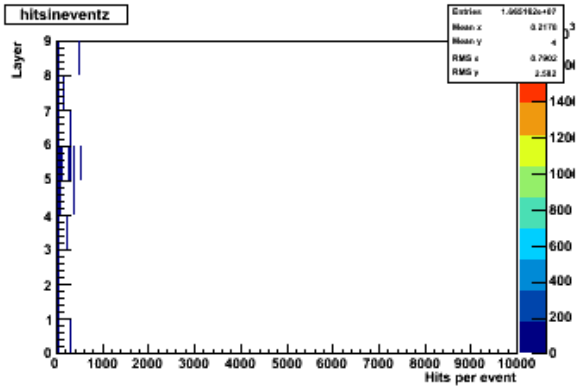 hitsineventz
Entries 1.665162e+07
Mean x 0.2176
Mean y 4
RMS x 0.7902
RMS y 2.582
Layer
9
8
7
6
5
4
3
2
1
0
0 1000 2000 3000 4000 5000 6000 7000 8000 9000 10000
Hits per event
1400
1200
1000
800
600
400
200
0